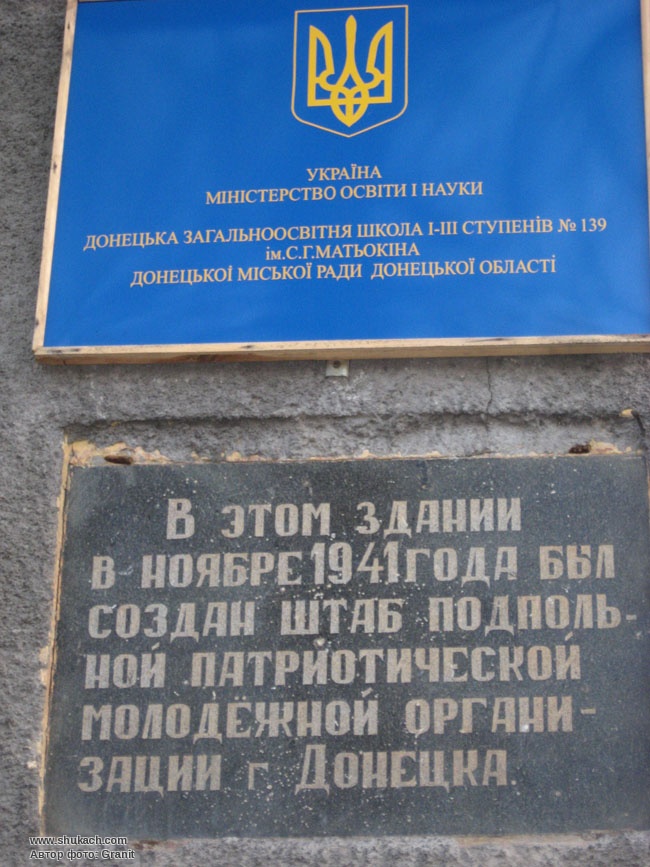 УКРАЇНА
МІНІСТЕРСТВО ОСВІТИ І НАУКИ
ДОНЕЦЬКА ЗАГАЛЬНООСВІТНЯ ШКОЛА І-ІІІ СТУПЕНІВ № 139
ім.С.Г.МАТЬОКІНА
ДОНЕЦЬКОЇ МІСЬКОЇ РАДИ ДОНЕЦЬКОЇ ОБЛАСТІ
В ЭТОМ ЗДАНИИ
В НОЯБРЕ 1941 ГОДА БЫЛ
СОЗДАН ШТАБ ПОДПОЛЬ-
НОЙ ПАТРИОТИЧЕСКОЙ
МОЛОДЁЖНОЙ ОРГАНИ-
ЗАЦИИ г ДОНЕЦКА.
www.shukach.com
Автор фото: Granit